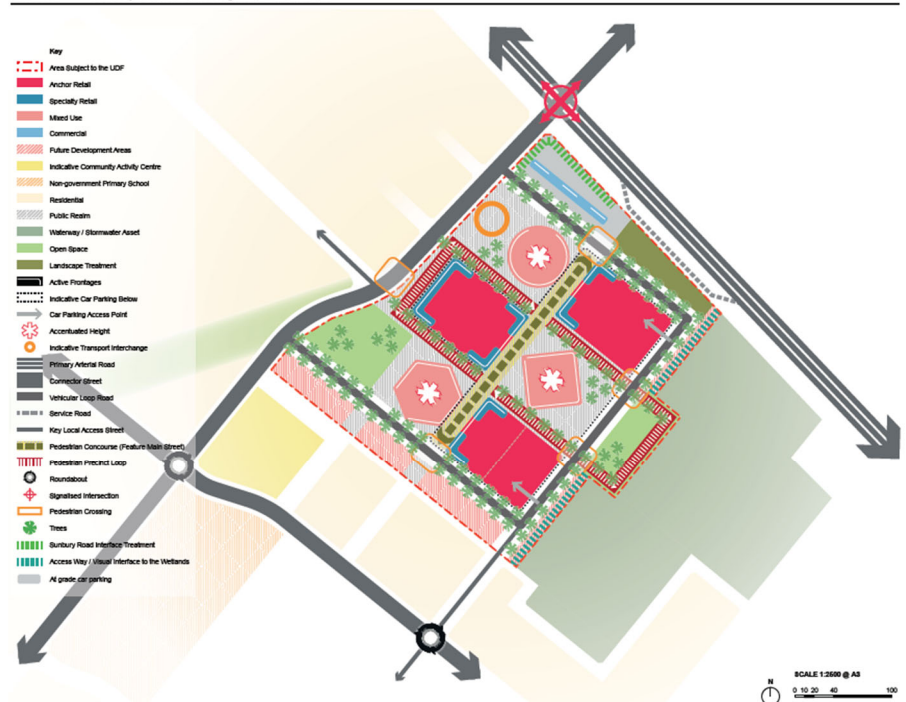 Key
Area Subject to the UDF
Anchor Retail
Specialty Retail
Mixed Use
Commercial
Future Development Areas
Indicative Community Activity Centre
Non-government Primary School
Residential
Public Realm
Waterway / Stormwater Asset
Open Space
Landscape Treatment
Active Frontages
Indicative Car Parking Below
Car Parking Access Point
Accentuated Height
Indicative Transport Interchange
Primary Arterial Road
Connector Street
Vehicular Loop Road
Service Road
Key Local Access Street
Pedestrian Concourse (Feature Main Street)
Pedestrian Precinct Loop
Roundabout
Signalised Intersection
Pedestrian Crossing
Trees
Sunbury Road Interface Treatment
Access Way / Visual Interface to the Wetlands
At grade car parking
N
SCALE 1:2500 @ A3
0 10 20 40 100